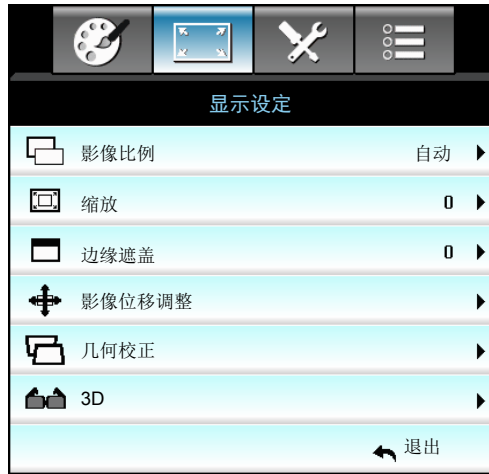 显示设定
影像比例 自动
缩放 0
边缘遮盖 0
影像位移调整
几何校正
3D
退出